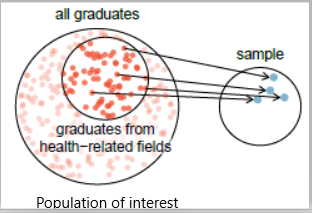 all graduates
sample
graduates from
health−related fields
Population of interest